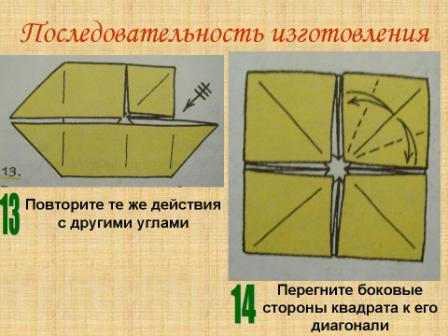 Последовательность изготовления
13.
13 Повторите те же действия
с другими углами
14 Перегните боковые
стороны квадрата к его
диагонали